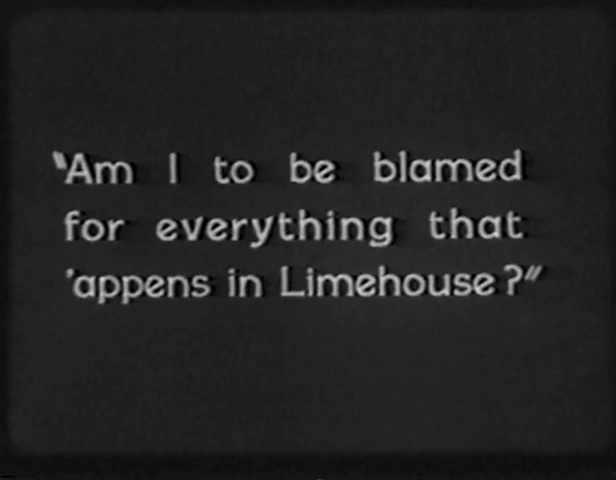 "Am I to be blamed
for everything that
'appens in Limehouse?"